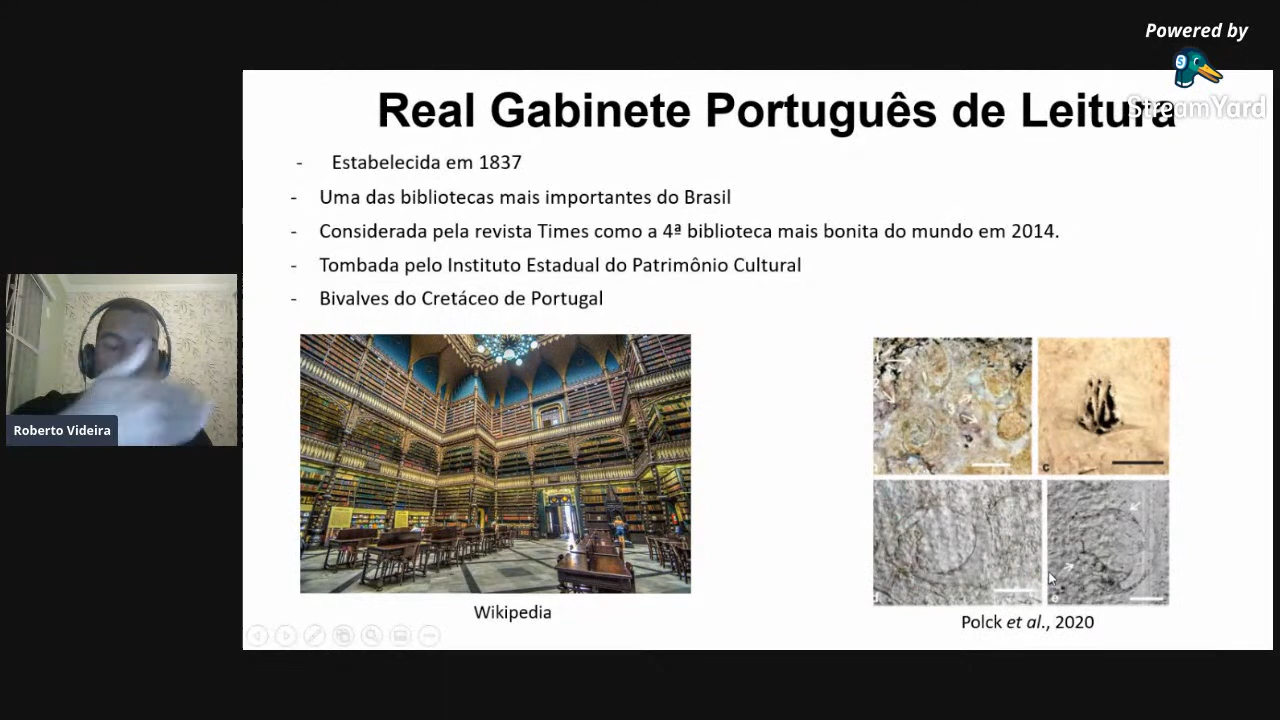 Powered by
StreamYard
Real Gabinete Português de Leitura
- Estabelecida em 1837
- Uma das bibliotecas mais importantes do Brasil
- Considerada pela revista Times como a 4ª biblioteca mais bonita do mundo em 2014.
- Tombada pelo Instituto Estadual do Patrimônio Cultural
- Bivalves do Cretáceo de Portugal
Roberto Videira
c
d
e
Wikipedia
Polck et al., 2020